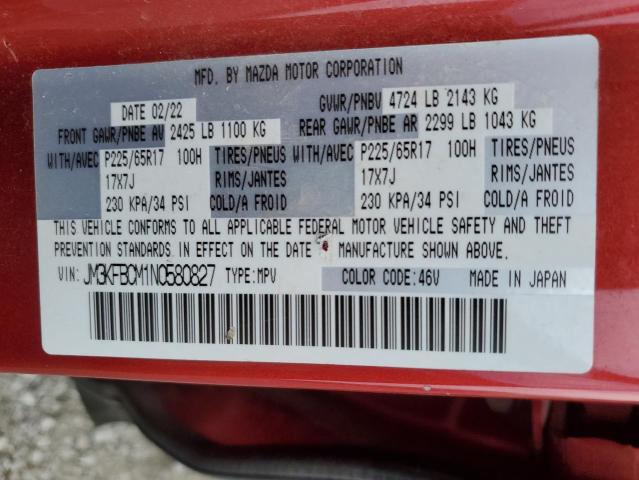 MFD. BY MAZDA MOTOR CORPORATION
DATE 02/22 GVWR/PNBV 4724 LB 2143 KG
FRONT GAWR/PNBE AV 2425 LB 1100 KG REAR GAWR/PNBE AR 2299 LB 1043 KG
WITH/AVEC P225/65R17 100H TIRES/PNEUS WITH/AVEC P225/65R17 100H TIRES/PNEUS
17X7J RIMS/JANTES 17X7J RIMS/JANTES
230 KPA/34 PSI COLD/A FROID 230 KPA/34 PSI COLD/A FROID
THIS VEHICLE CONFORMS TO ALL APPLICABLE FEDERAL MOTOR VEHICLE SAFETY AND THEFT
PREVENTION STANDARDS IN EFFECT ON THE DATE OF MANUFACTURE SHOWN ABOVE.
VIN: JM3KFBCM1N0580827 TYPE:MPV COLOR CODE:46V MADE IN JAPAN